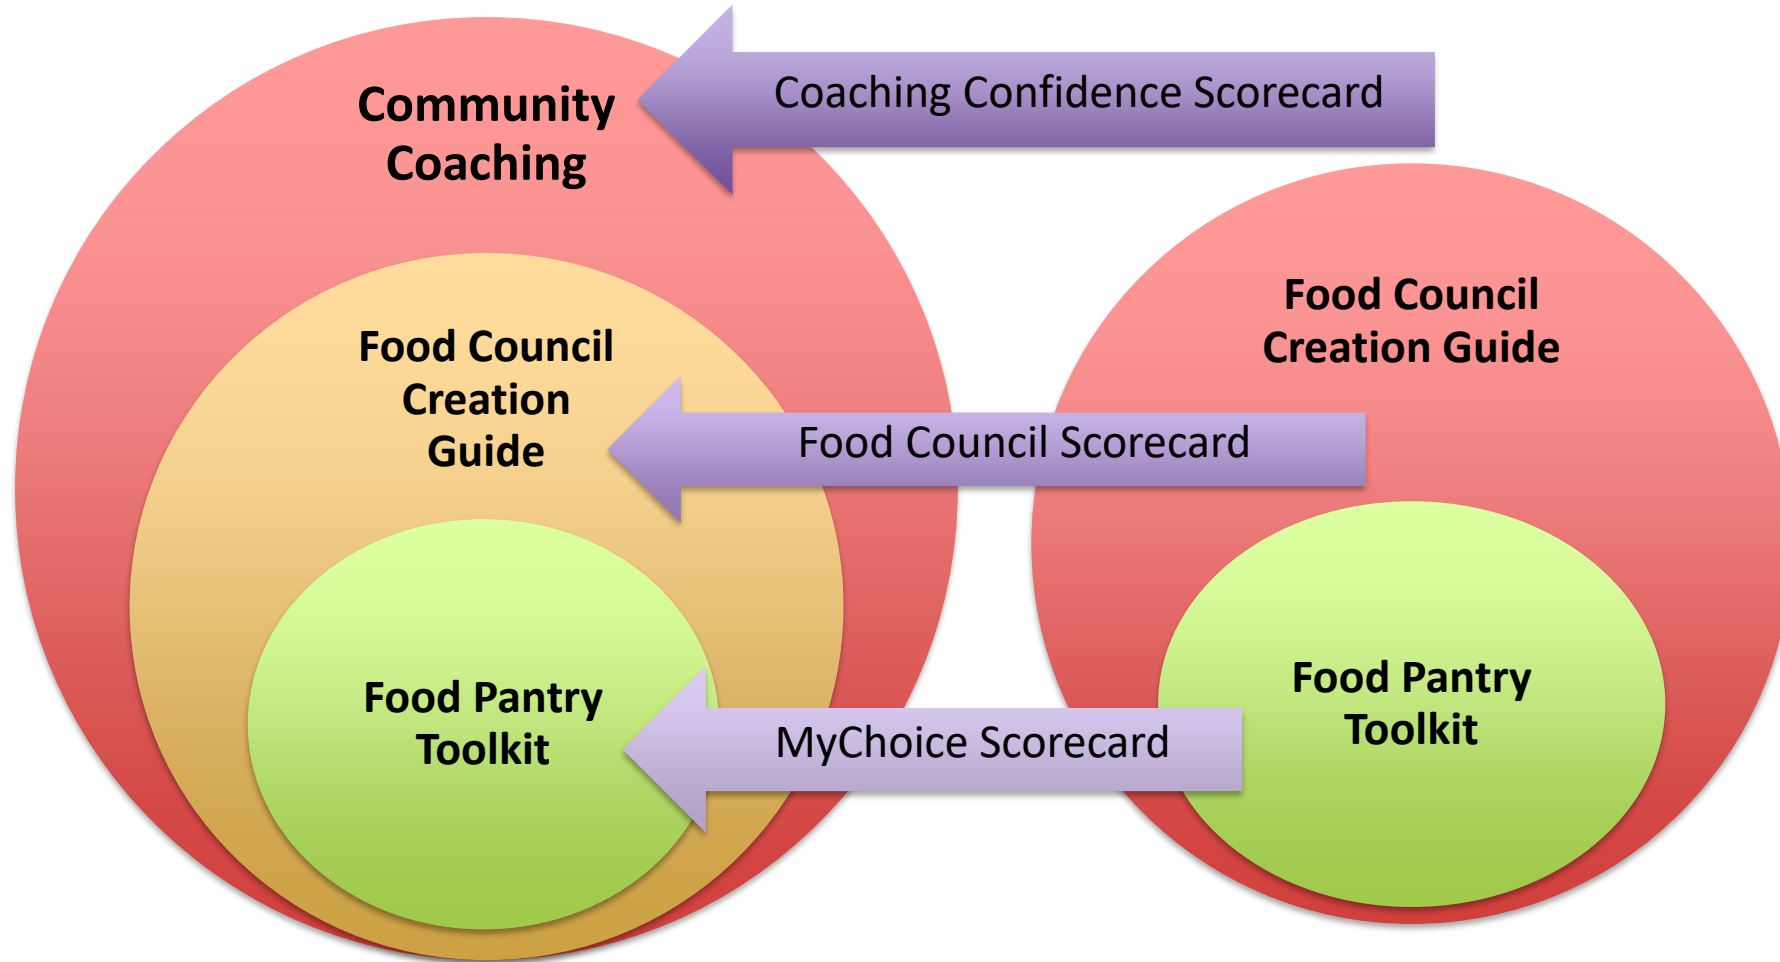 Community
Coaching
Coaching Confidence Scorecard
Food Council
Creation
Guide
Food Council Scorecard
Food Council
Creation Guide
Food Pantry
Toolkit
MyChoice Scorecard
Food Pantry
Toolkit